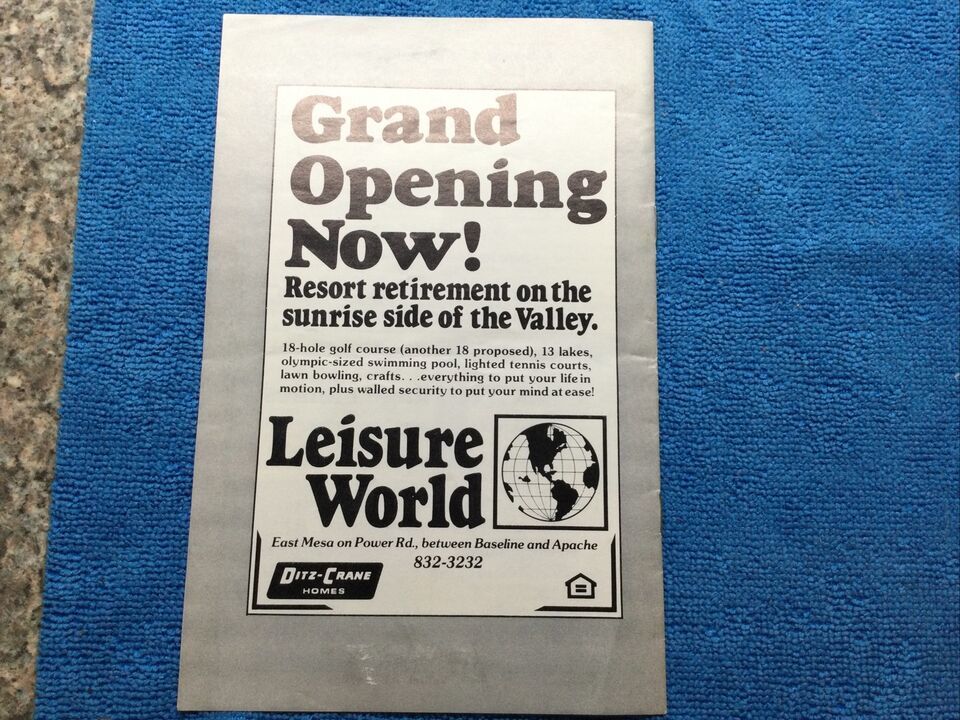 Grand
Opening
Now!
Resort retirement on the
sunrise side of the Valley.
18-hole golf course (another 18 proposed), 13 lakes,
olympic-sized swimming pool, lighted tennis courts,
lawn bowling, crafts. . .everything to put your life in
motion, plus walled security to put your mind at ease!
Leisure
World
East Mesa on Power Rd., between Baseline and Apache
832-3232
DITZ-CRANE
HOMES